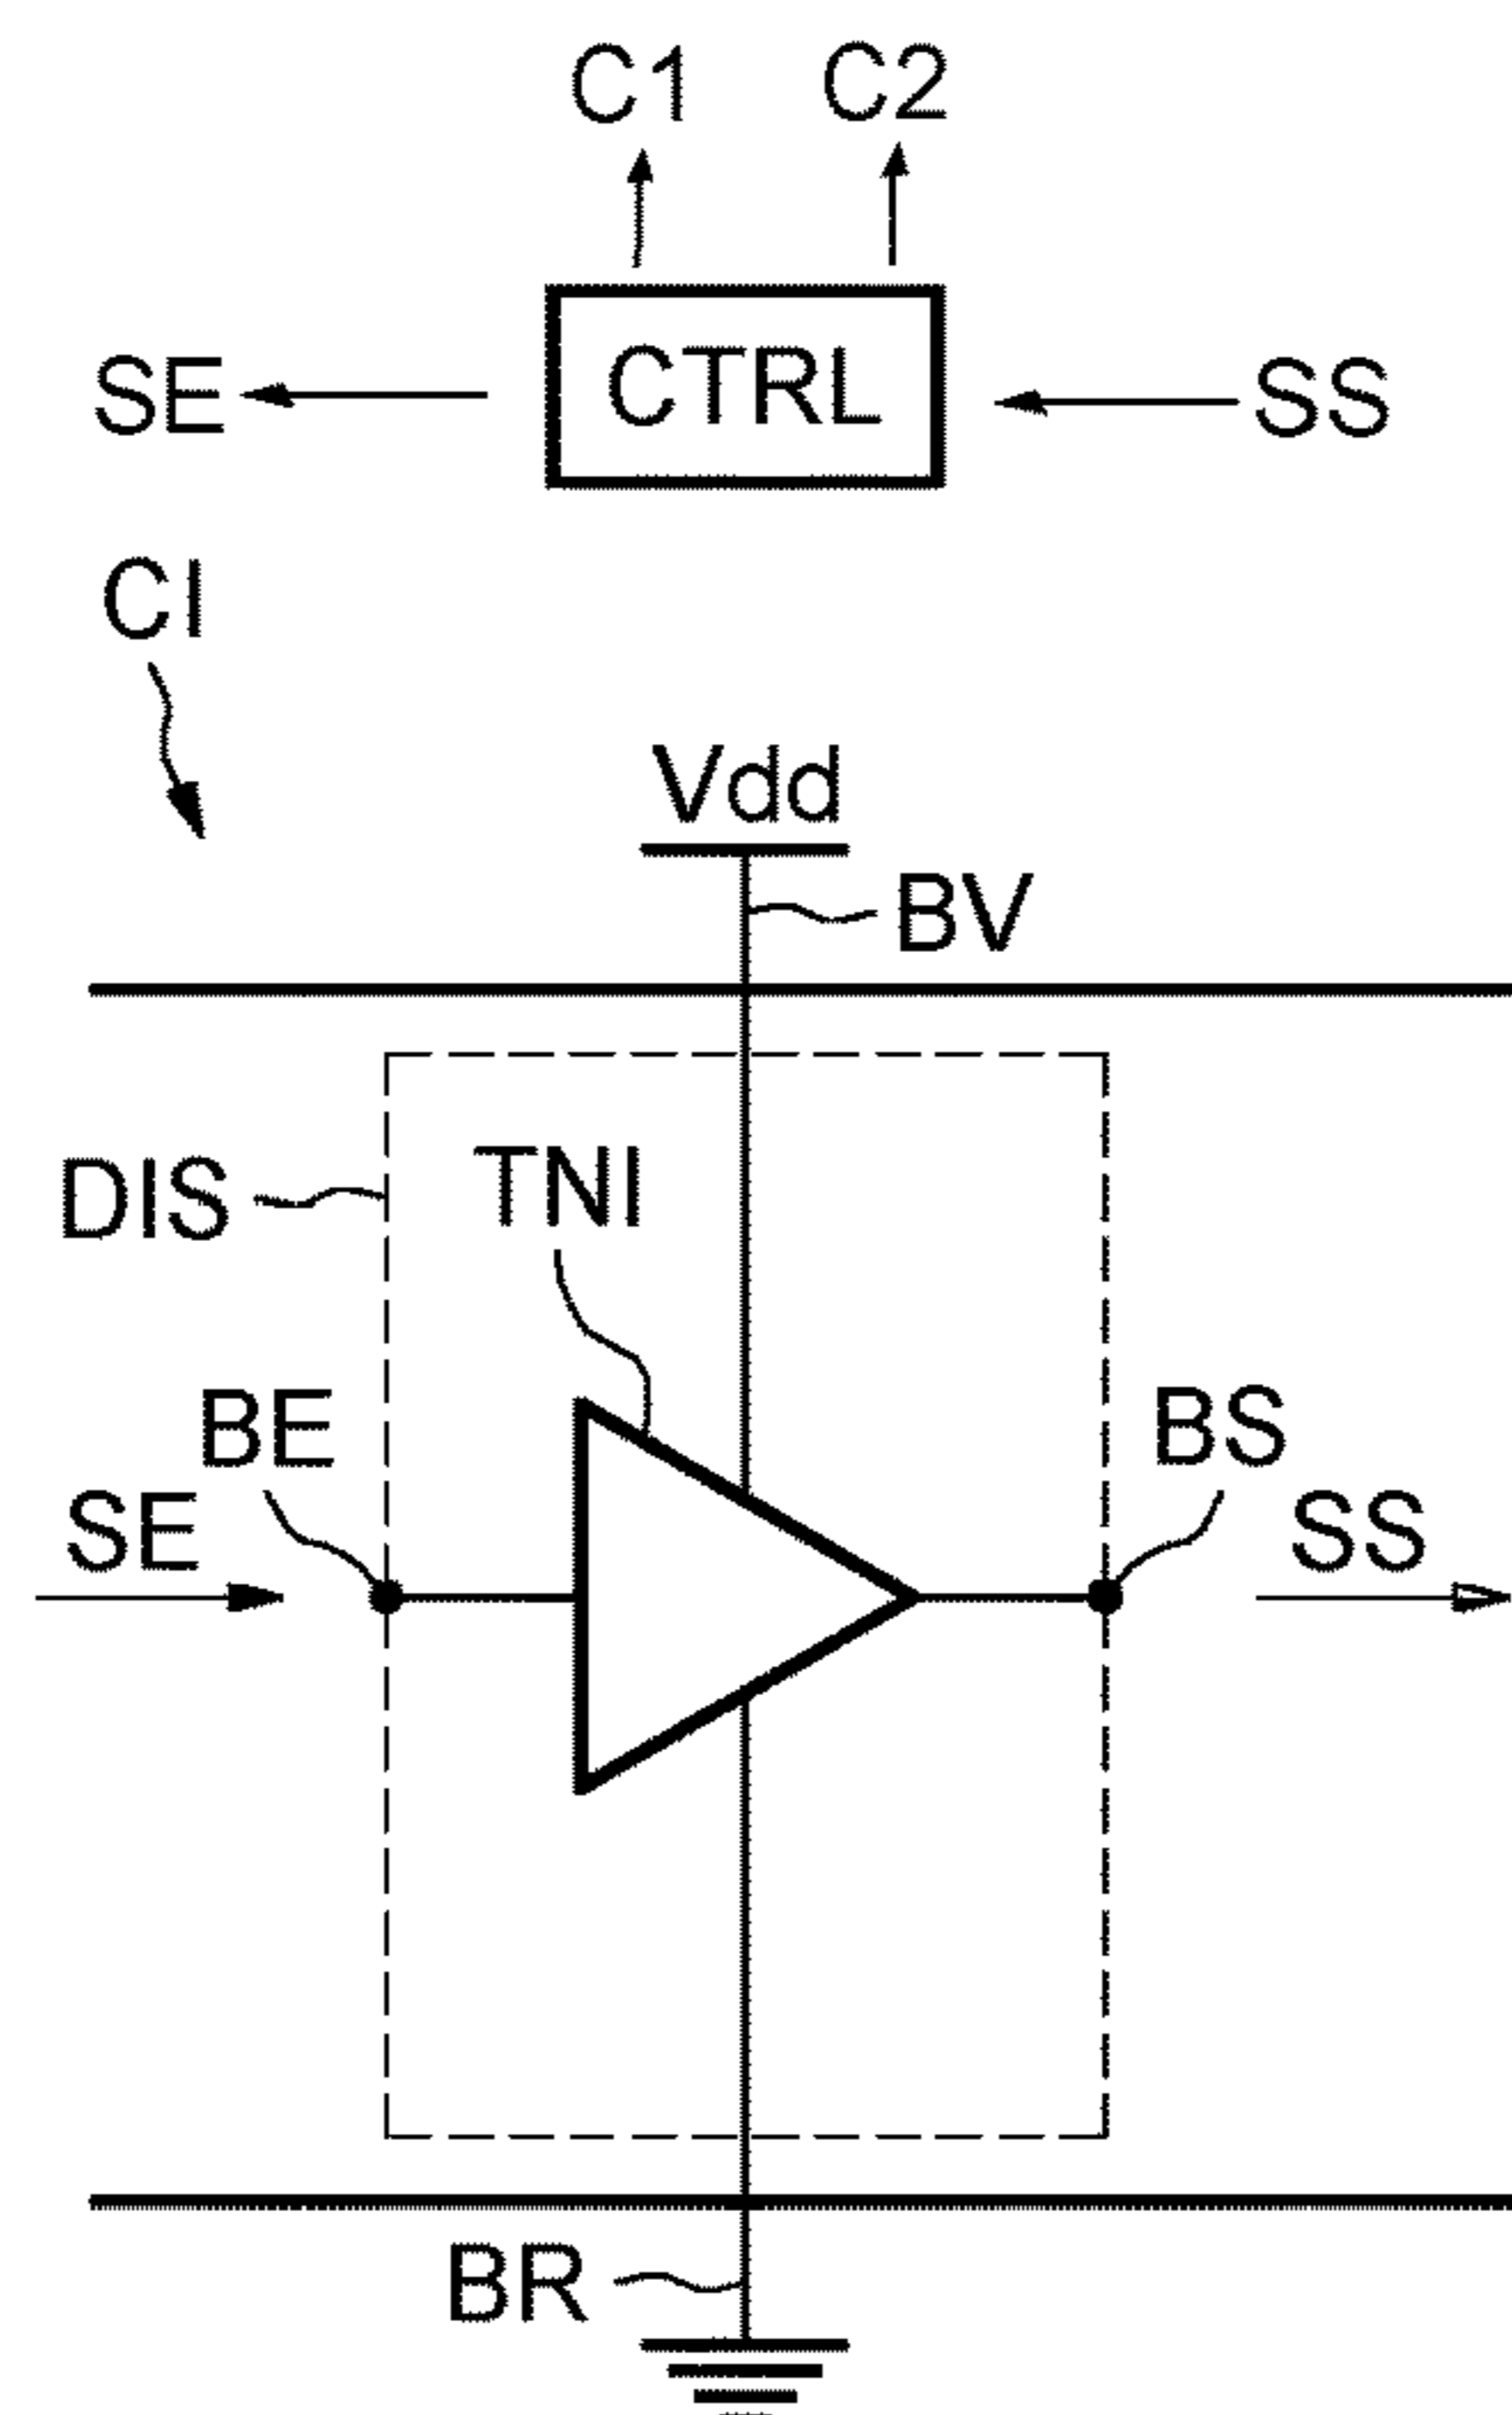 C1 C2
SE CTRL SS
CI
Vdd
BV
DIS TNI
BE BS
SE SS
BR